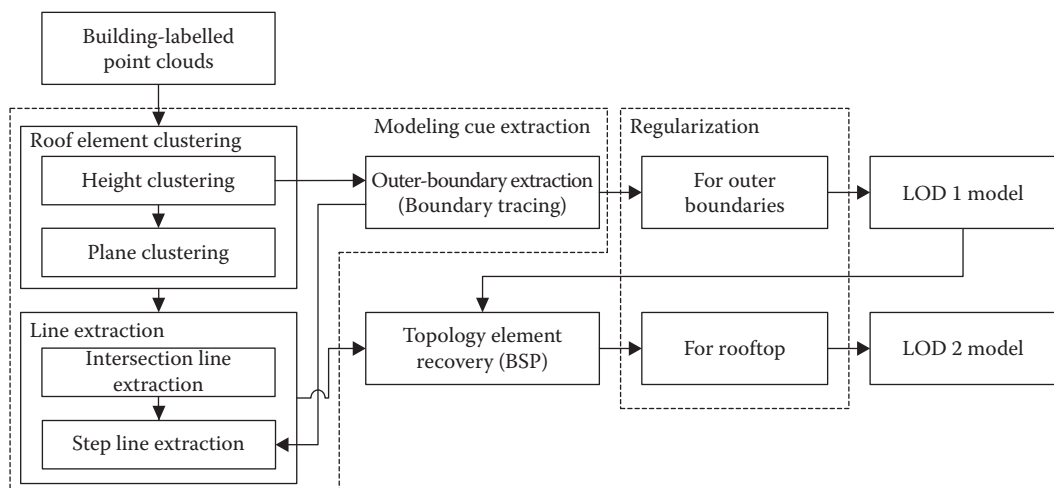 Building-labelled
point clouds
Modeling cue extraction
Regularization
Roof element clustering
Height clustering
Outer-boundary extraction
(Boundary tracing)
For outer
boundaries
LOD 1 model
Plane clustering
Line extraction
Intersection line
extraction
Topology element
recovery (BSP)
For rooftop
LOD 2 model
Step line extraction